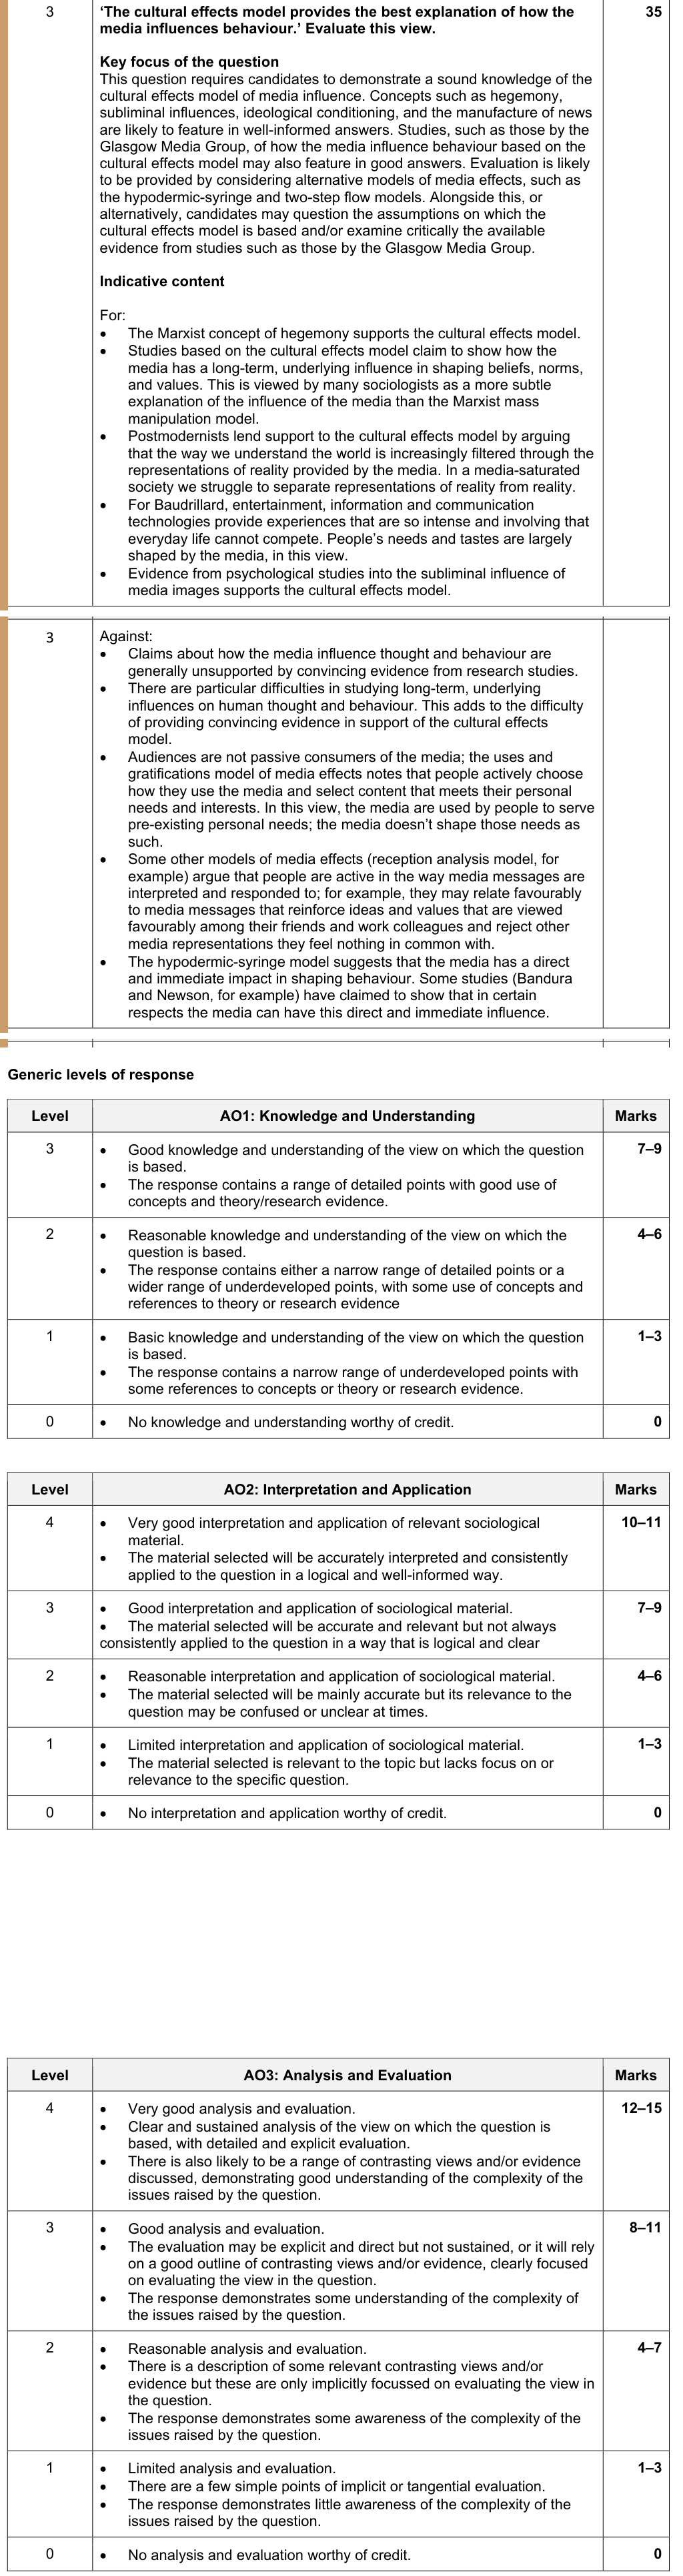 3 ‘The cultural effects model provides the best explanation of how the 35
media influences behaviour.’ Evaluate this view.
Key focus of the question
This question requires candidates to demonstrate a sound knowledge of the
cultural effects model of media influence. Concepts such as hegemony,
subliminal influences, ideological conditioning, and the manufacture of news
are likely to feature in well-informed answers. Studies, such as those by the
Glasgow Media Group, of how the media influence behaviour based on the
cultural effects model may also feature in good answers. Evaluation is likely
to be provided by considering alternative models of media effects, such as
the hypodermic-syringe and two-step flow models. Alongside this, or
alternatively, candidates may question the assumptions on which the
cultural effects model is based and/or examine critically the available
evidence from studies such as those by the Glasgow Media Group.
Indicative content
For:
• The Marxist concept of hegemony supports the cultural effects model.
• Studies based on the cultural effects model claim to show how the
media has a long-term, underlying influence in shaping beliefs, norms,
and values. This is viewed by many sociologists as a more subtle
explanation of the influence of the media than the Marxist mass
manipulation model.
• Postmodernists lend support to the cultural effects model by arguing
that the way we understand the world is increasingly filtered through the
representations of reality provided by the media. In a media-saturated
society we struggle to separate representations of reality from reality.
• For Baudrillard, entertainment, information and communication
technologies provide experiences that are so intense and involving that
everyday life cannot compete. People’s needs and tastes are largely
shaped by the media, in this view.
• Evidence from psychological studies into the subliminal influence of
media images supports the cultural effects model.
3 Against:
• Claims about how the media influence thought and behaviour are
generally unsupported by convincing evidence from research studies.
• There are particular difficulties in studying long-term, underlying
influences on human thought and behaviour. This adds to the difficulty
of providing convincing evidence in support of the cultural effects
model.
• Audiences are not passive consumers of the media; the uses and
gratifications model of media effects notes that people actively choose
how they use the media and select content that meets their personal
needs and interests. In this view, the media are used by people to serve
pre-existing personal needs; the media doesn’t shape those needs as
such.
• Some other models of media effects (reception analysis model, for
example) argue that people are active in the way media messages are
interpreted and responded to; for example, they may relate favourably
to media messages that reinforce ideas and values that are viewed
favourably among their friends and work colleagues and reject other
media representations they feel nothing in common with.
• The hypodermic-syringe model suggests that the media has a direct
and immediate impact in shaping behaviour. Some studies (Bandura
and Newson, for example) have claimed to show that in certain
respects the media can have this direct and immediate influence.
Generic levels of response
Level AO1: Knowledge and Understanding Marks
3 • Good knowledge and understanding of the view on which the question 7–9
is based.
• The response contains a range of detailed points with good use of
concepts and theory/research evidence.
2 • Reasonable knowledge and understanding of the view on which the 4–6
question is based.
• The response contains either a narrow range of detailed points or a
wider range of underdeveloped points, with some use of concepts and
references to theory or research evidence
1 • Basic knowledge and understanding of the view on which the question 1–3
is based.
• The response contains a narrow range of underdeveloped points with
some references to concepts or theory or research evidence.
0 • No knowledge and understanding worthy of credit. 0
Level AO2: Interpretation and Application Marks
4 • Very good interpretation and application of relevant sociological 10–11
material.
• The material selected will be accurately interpreted and consistently
applied to the question in a logical and well-informed way.
3 • Good interpretation and application of sociological material. 7–9
• The material selected will be accurate and relevant but not always
consistently applied to the question in a way that is logical and clear
2 • Reasonable interpretation and application of sociological material. 4–6
• The material selected will be mainly accurate but its relevance to the
question may be confused or unclear at times.
1 • Limited interpretation and application of sociological material. 1–3
• The material selected is relevant to the topic but lacks focus on or
relevance to the specific question.
0 • No interpretation and application worthy of credit. 0
Level AO3: Analysis and Evaluation Marks
4 • Very good analysis and evaluation. 12–15
• Clear and sustained analysis of the view on which the question is
based, with detailed and explicit evaluation.
• There is also likely to be a range of contrasting views and/or evidence
discussed, demonstrating good understanding of the complexity of the
issues raised by the question.
3 • Good analysis and evaluation. 8–11
• The evaluation may be explicit and direct but not sustained, or it will rely
on a good outline of contrasting views and/or evidence, clearly focused
on evaluating the view in the question.
• The response demonstrates some understanding of the complexity of
the issues raised by the question.
2 • Reasonable analysis and evaluation. 4–7
• There is a description of some relevant contrasting views and/or
evidence but these are only implicitly focussed on evaluating the view in
the question.
• The response demonstrates some awareness of the complexity of the
issues raised by the question.
1 • Limited analysis and evaluation. 1–3
• There are a few simple points of implicit or tangential evaluation.
• The response demonstrates little awareness of the complexity of the
issues raised by the question.
0 • No analysis and evaluation worthy of credit. 0